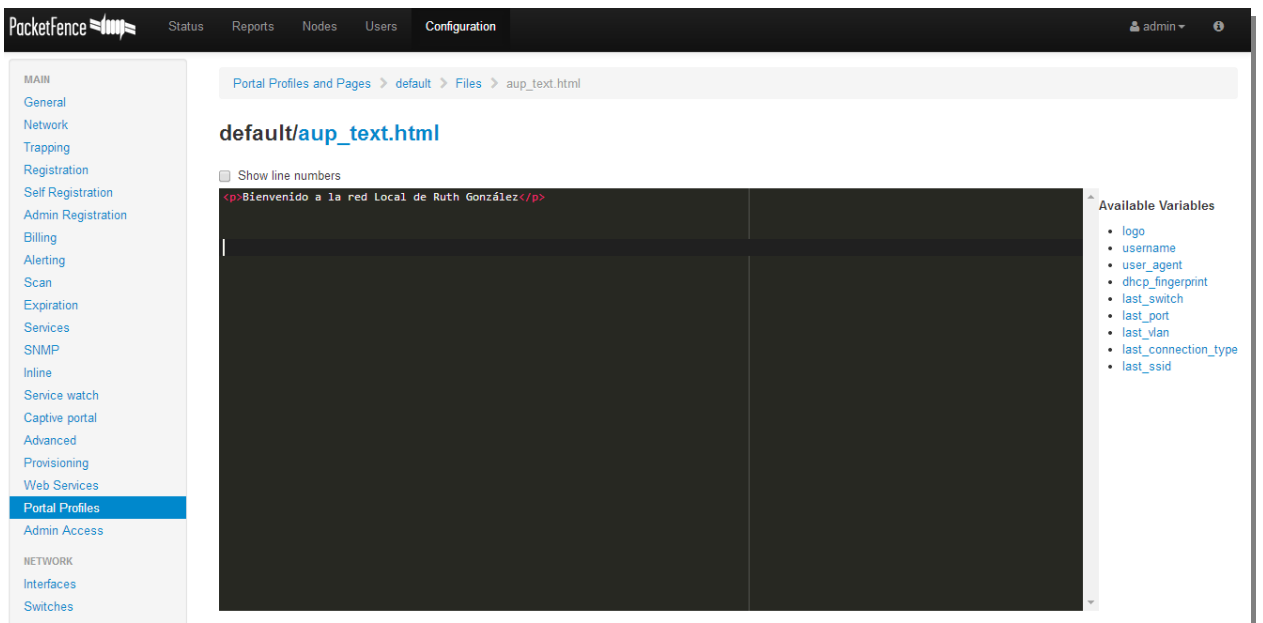 PacketFence Status Reports Nodes Users Configuration admin
MAIN
General
Network
Trapping
Registration
Self Registration
Admin Registration
Billing
Alerting
Scan
Expiration
Services
SNMP
Inline
Service watch
Captive portal
Advanced
Provisioning
Web Services
Portal Profiles
Admin Access
NETWORK
Interfaces
Switches
Portal Profiles and Pages > default > Files > aup_text.html
default/aup_text.html
Show line numbers
<p>Bienvenido a la red Local de Ruth González</p>
Available Variables
• logo
• username
• user_agent
• dhcp_fingerprint
• last_switch
• last_port
• last_vlan
• last_connection_type
• last_ssid